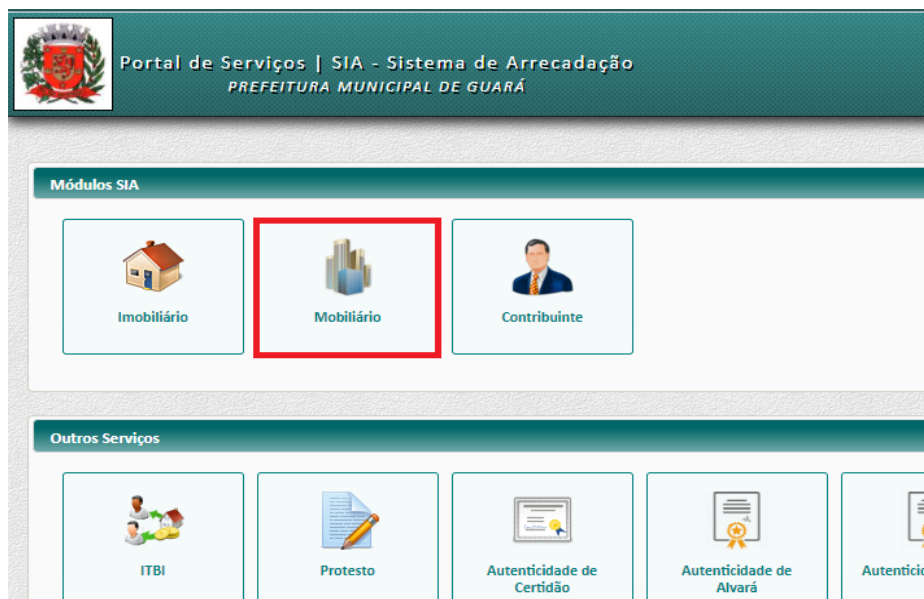 Portal de Serviços | SIA - Sistema de Arrecadação
PREFEITURA MUNICIPAL DE GUARÁ
Módulos SIA
Imobiliário
Mobiliário
Contribuinte
Outros Serviços
ITBI
Protesto
Autenticidade de
Certidão
Autenticidade de
Alvará